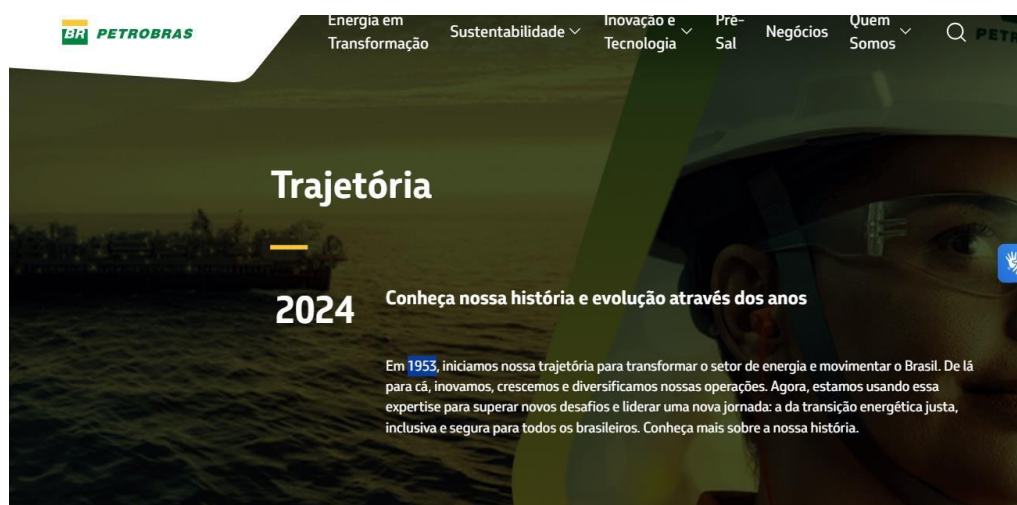 BR PETROBRAS
Energia em
Transformação
Sustentabilidade
Inovação e
Tecnologia
Pré-
Sal
Negócios
Quem
Somos
Trajetória
2024
Conheça nossa história e evolução através dos anos
Em 1953, iniciamos nossa trajetória para transformar o setor de energia e movimentar o Brasil. De lá
para cá, inovamos, crescemos e diversificamos nossas operações. Agora, estamos usando essa
expertise para superar novos desafios e liderar uma nova jornada: a da transição energética justa,
inclusiva e segura para todos os brasileiros. Conheça mais sobre a nossa história.